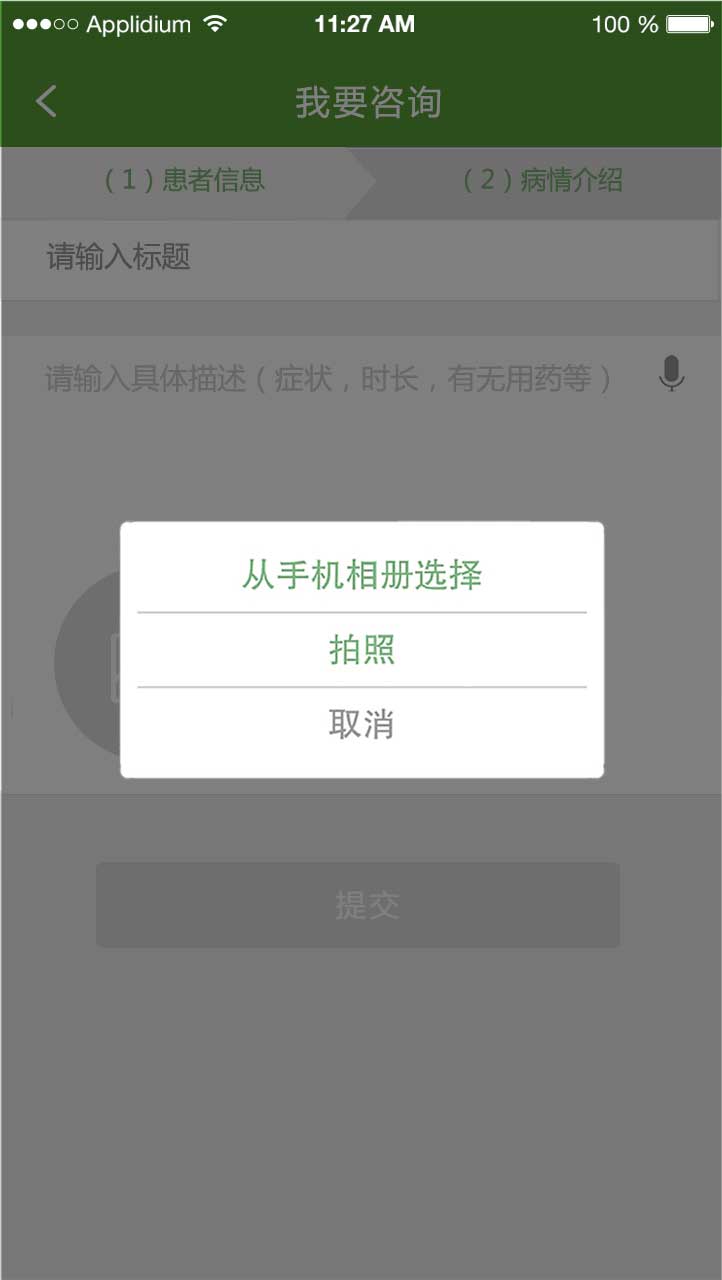 Applidium 11:27 AM 100 %
我要咨询
（1）患者信息 （2）病情介绍
请输入标题
请输入具体描述（症状，时长，有无用药等）
从手机相册选择
拍照
取消
提交